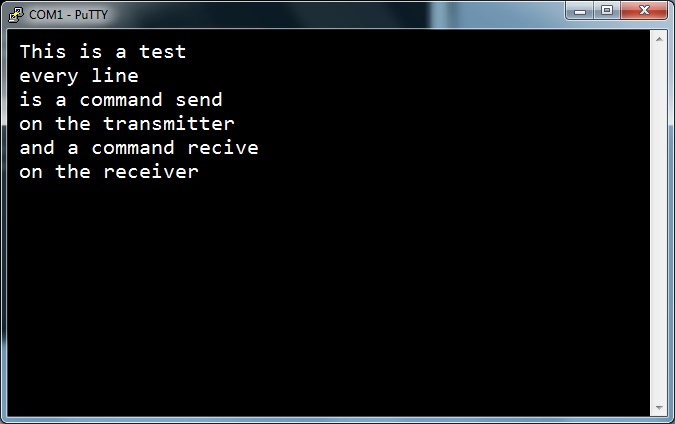 COM1 - PuTTY
This is a test
every line
is a command send
on the transmitter
and a command recive
on the receiver